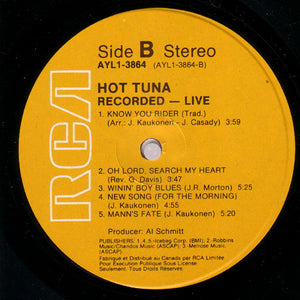 RCA
Side B Stereo
AYL1-3864 (AYL1-3864-B)
HOT TUNA
RECORDED — LIVE
1. KNOW YOU RIDER (Trad.)
(Arr.: J. Kaukoneri - J. Casady) 3:59
2. OH LORD, SEARCH MY HEART
(Rev. G. Davis) 3:47
3. WININ' BOY BLUES (J.R. Morton) 5:20
4. NEW SONG (FOR THE MORNING)
(J. Kaukonen) 4:55
5. MANN'S FATE (J. Kaukonen) 5:20
Producer: Al Schmitt
PUBLISHERS: 1,4,5-Icebag Corp. (BMI); 2-Robbins
Music/Chandos Music (ASCAP); 3-Melrose Music
(ASCAP).
Fabriqué et Distribué au Canada par RCA Limitée
Pour Exécution Publique Sans License
Seulement. Tous Droits Réservés